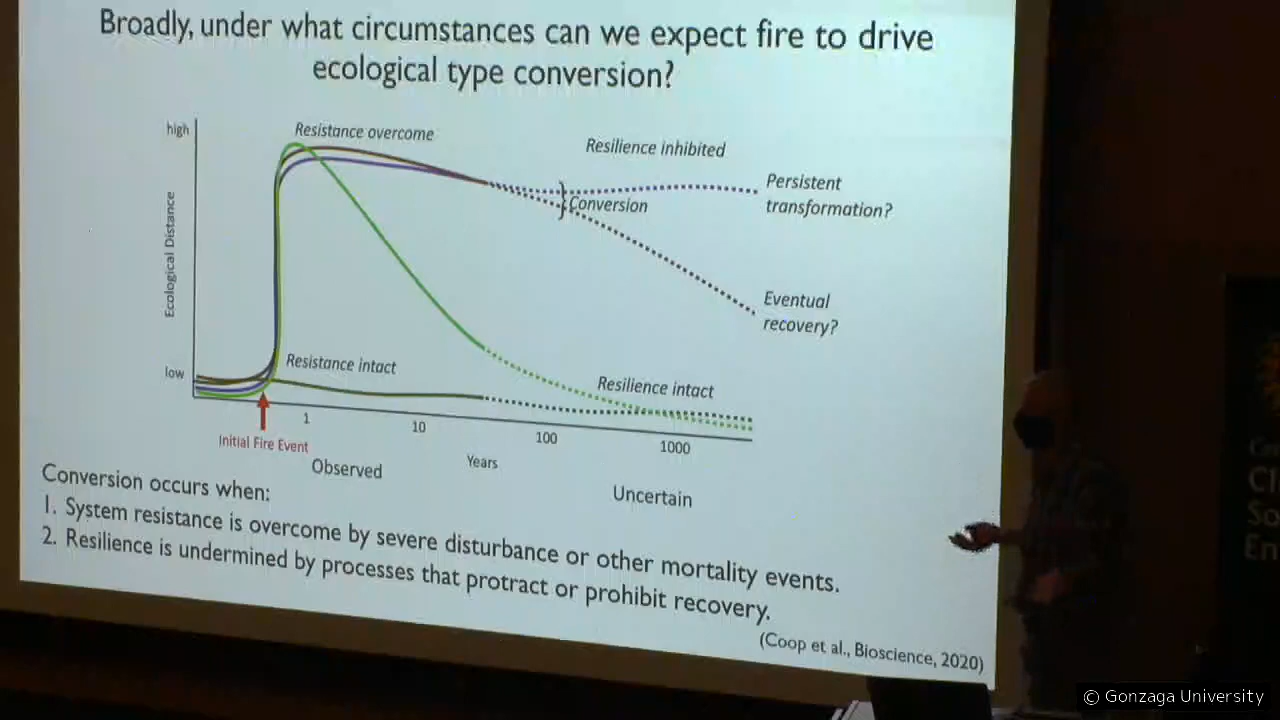 Broadly, under what circumstances can we expect fire to drive
ecological type conversion?
high
Resistance overcome
Resilience inhibited
Persistent
transformation?
Conversion
Ecological Distance
Eventual
recovery?
low
Resistance intact
Resilience intact
1
10
100
1000
Initial Fire Event
Observed
Years
Uncertain
Conversion occurs when:
1. System resistance is overcome by severe disturbance or other mortality events.
2. Resilience is undermined by processes that protract or prohibit recovery.
(Coop et al., Bioscience, 2020)
© Gonzaga University